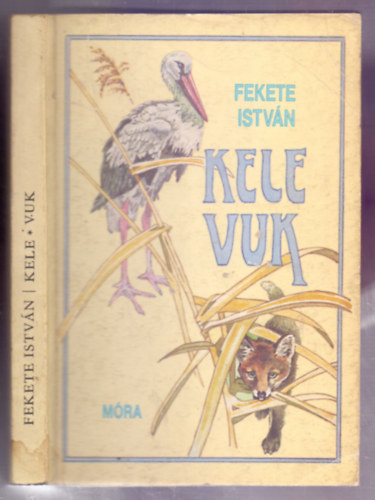 FEKETE ISTVÁN | KELE • VUK
FEKETE
ISTVÁN
KELE
VUK
MÓRA